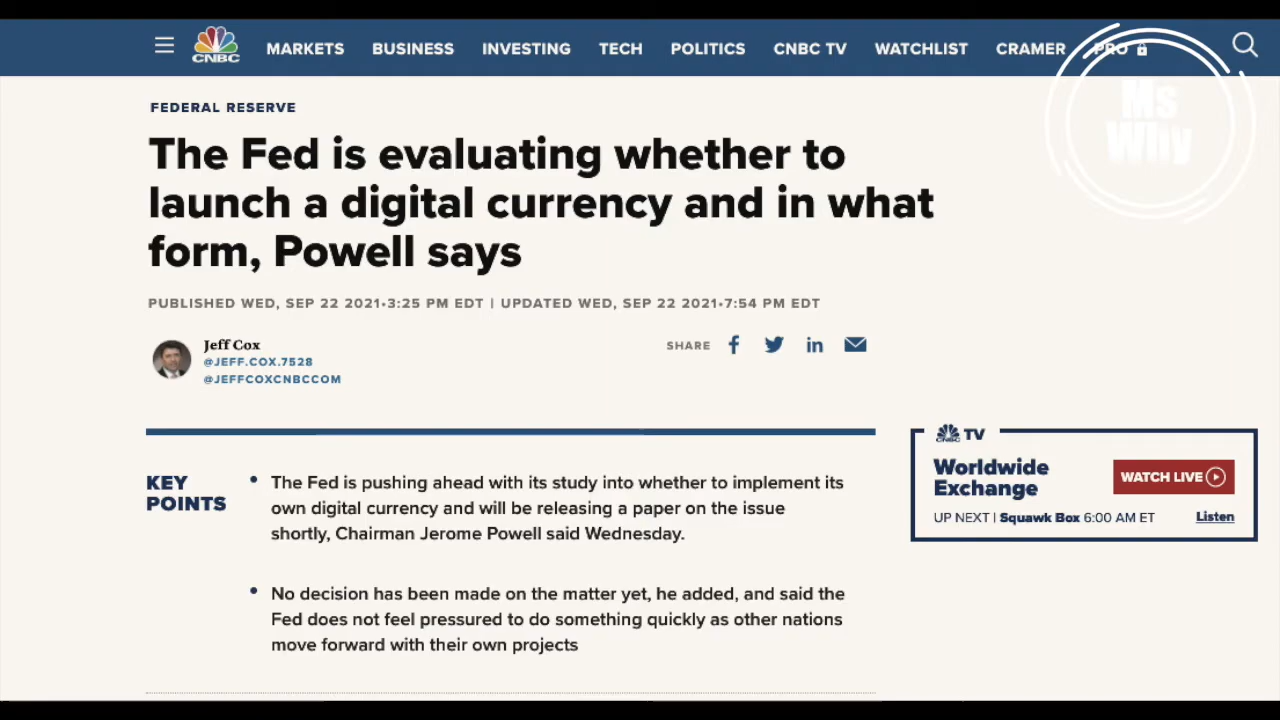 CNBC
MARKETS BUSINESS INVESTING TECH POLITICS CNBC TV WATCHLIST CRAMER PRO
Ms
Why
FEDERAL RESERVE
The Fed is evaluating whether to
launch a digital currency and in what
form, Powell says
PUBLISHED WED, SEP 22 2021•3:25 PM EDT | UPDATED WED, SEP 22 2021•7:54 PM EDT
Jeff Cox
@JEFF.COX.7528
@JEFFCOXCNBCCOM
SHARE
KEY
POINTS
• The Fed is pushing ahead with its study into whether to implement its
own digital currency and will be releasing a paper on the issue
shortly, Chairman Jerome Powell said Wednesday.
• No decision has been made on the matter yet, he added, and said the
Fed does not feel pressured to do something quickly as other nations
move forward with their own projects
CNBC TV
Worldwide
Exchange
WATCH LIVE
UP NEXT | Squawk Box 6:00 AM ET
Listen